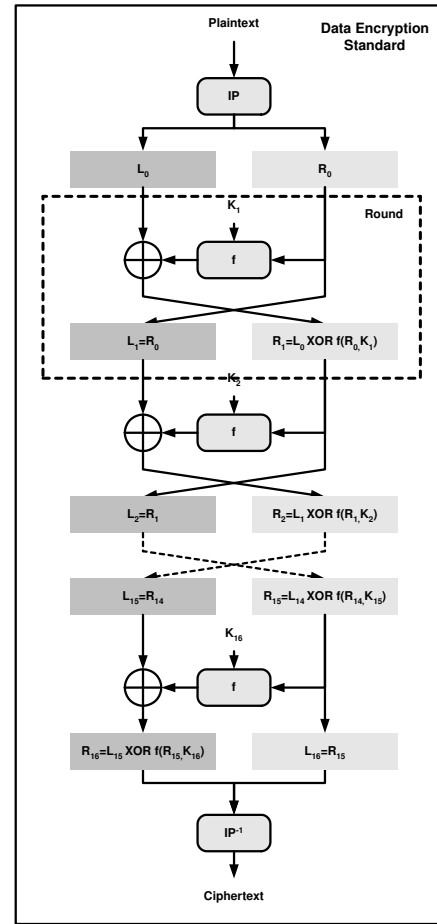 Plaintext
Data Encryption
Standard
IP
L₀
R₀
K₁
Round
f
L₁=R₀
R₁=L₀ XOR f(R₀,K₁)
K₂
f
L₂=R₁
R₂=L₁ XOR f(R₁,K₂)
L₁₅=R₁₄
R₁₅=L₁₄ XOR f(R₁₄,K₁₅)
K₁₆
f
R₁₆=L₁₅ XOR f(R₁₅,K₁₆)
L₁₆=R₁₅
IP⁻¹
Ciphertext